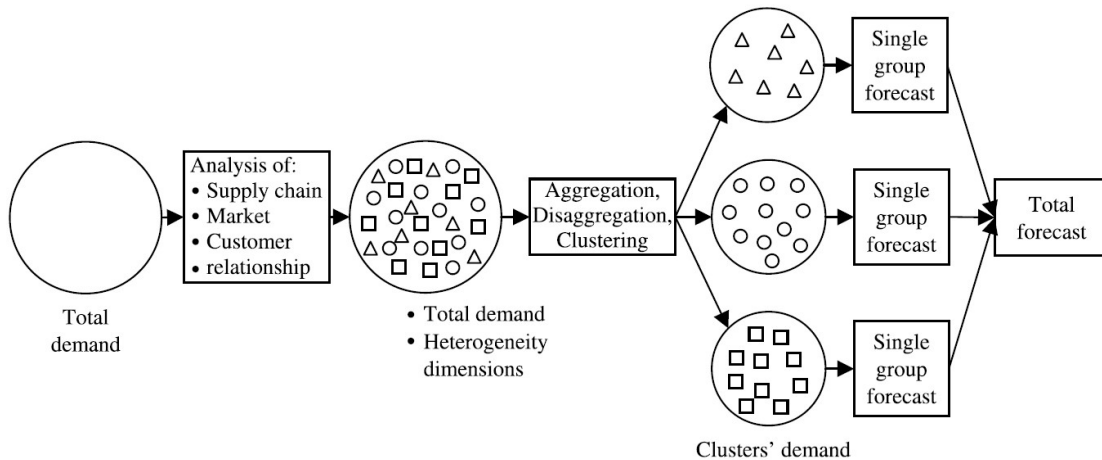 Total
demand
Analysis of:
• Supply chain
• Market
• Customer
• relationship
• Total demand
• Heterogeneity
dimensions
Aggregation,
Disaggregation,
Clustering
Clusters’ demand
Single
group
forecast
Single
group
forecast
Single
group
forecast
Total
forecast